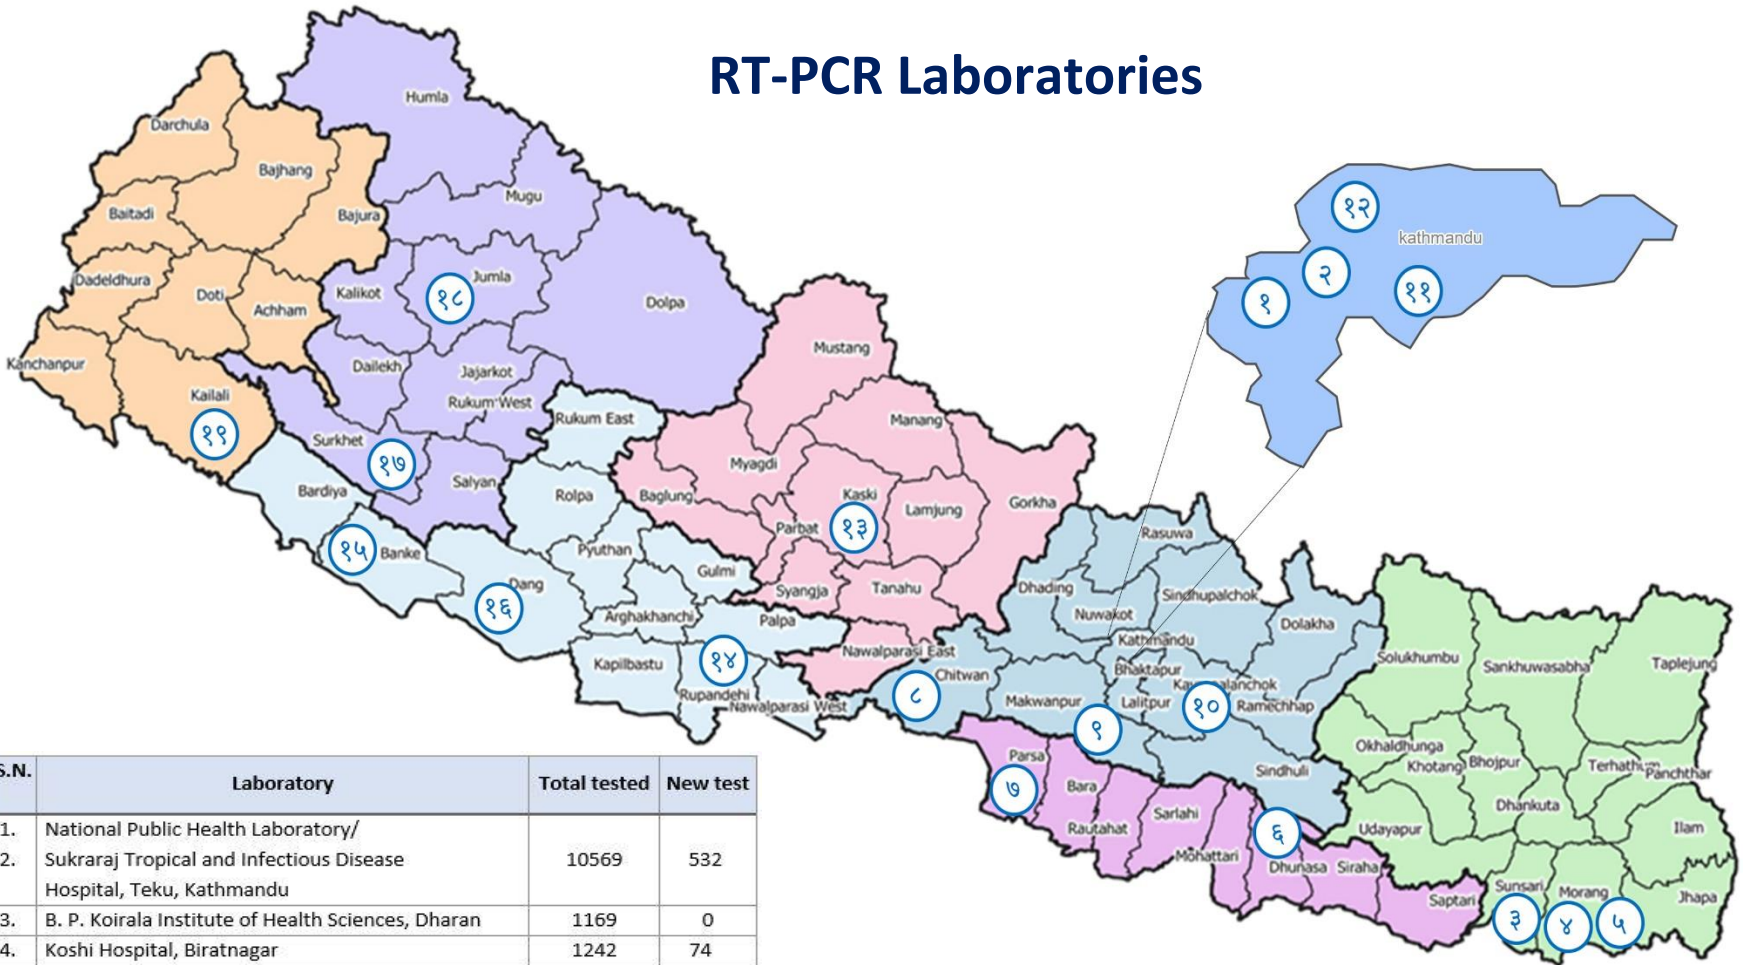 RT-PCR Laboratories
Humla
Darchula
Bajhang
Mugu
Baitadi
Bajura
१२
kathmandu
Dadeldhura
Doti
Achham
Kalikot
Jumla
१८
Dolpa
२
१
११
Mustang
Kanchanpur
Kailali
१९
Dailekh
Jajarkot
Rukum West
Rukum East
Manang
Surkhet
१७
Salyan
Myagdi
Bardiya
Rolpa
Baglung
Kaski
१३
Lamjung
Gorkha
Parbat
Rasuwa
१५
Banke
Pyuthan
Gulmi
Dang
१६
Syangja
Tanahu
Dhading
Sindhupalchok
Arghakhanchi
Palpa
Nuwakot
Kathmandu
Dolakha
Kapilbastu
१४
Rupandehi
Nawalparasi West
Nawalparasi East
Chitwan
८
Bhaktapur
Makwanpur
Lalitpur
१०
Ramechhap
Solukhumbu
Sankhuwasabha
Taplejung
९
Sindhuli
Okhaldhunga
Khotang
Bhojpur
Panchthar
Parsa
७
Bara
Rautahat
Sarlahi
Mohattari
६
Dhunasa
Siraha
Saptari
Udayapur
Dhankuta
Ilam
Sunsari
Morang
Jhapa
३
४
५
S.N. Laboratory Total tested New test
1. National Public Health Laboratory/
2. Sukraraj Tropical and Infectious Disease 10569 532
Hospital, Teku, Kathmandu
3. B. P. Koirala Institute of Health Sciences, Dharan 1169 0
4. Koshi Hospital, Biratnagar 1242 74